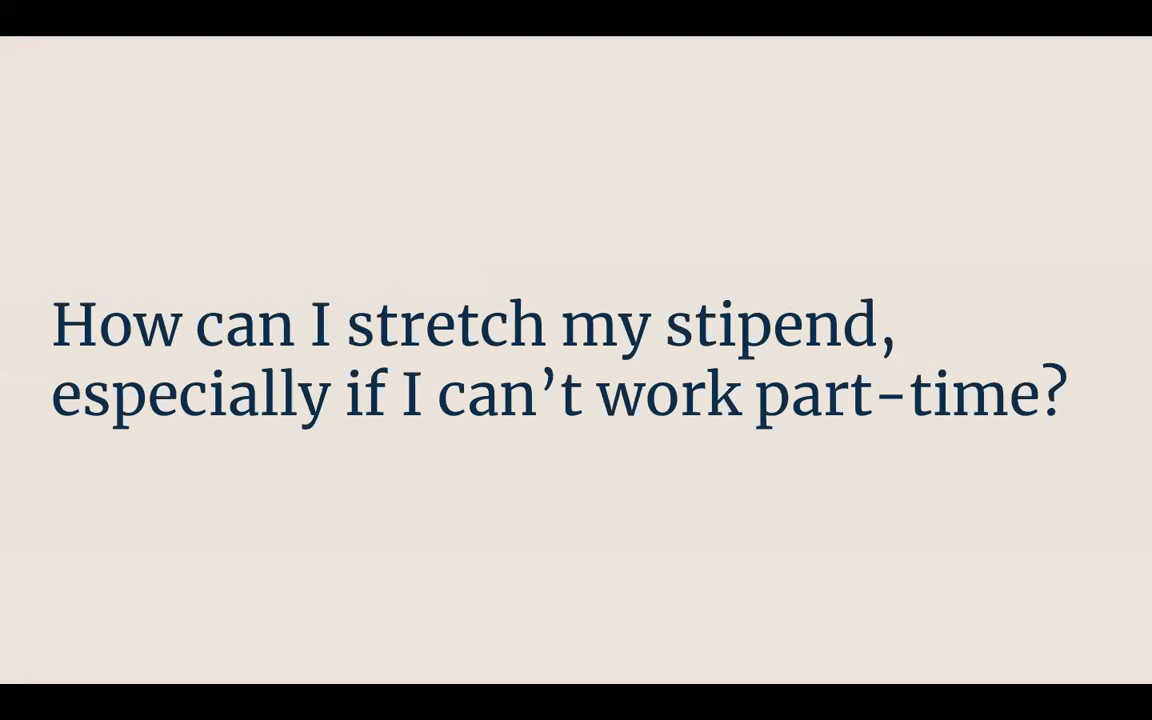 How can I stretch my stipend,
especially if I can’t work part-time?